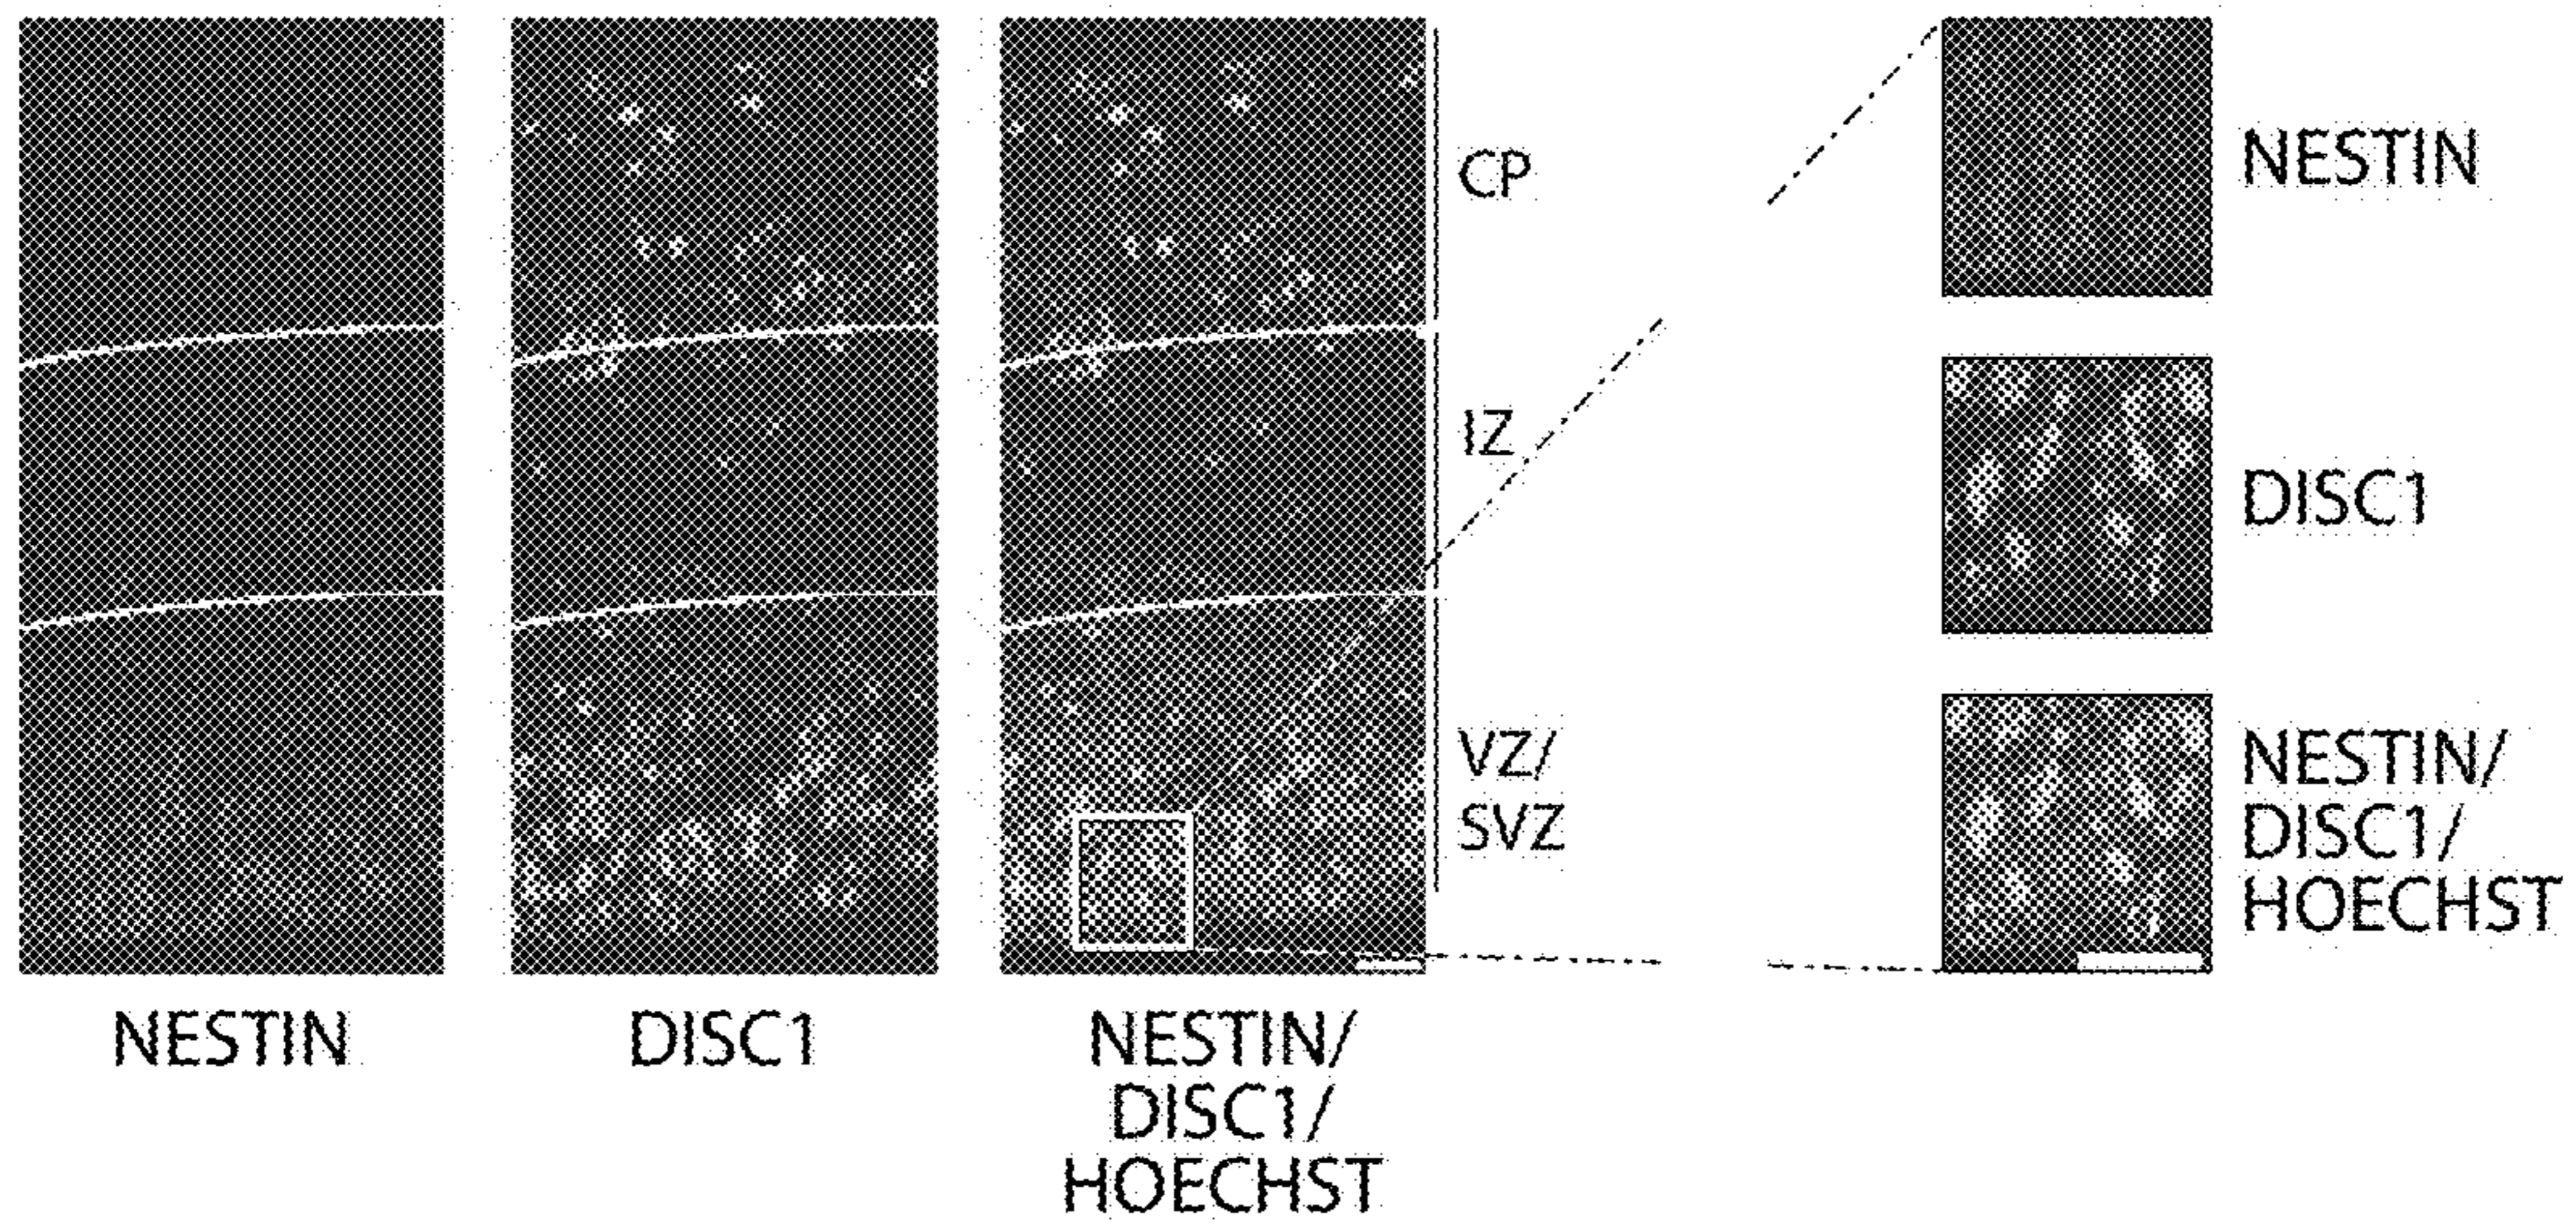 CP
IZ
VZ/
SVZ
NESTIN
DISC1
NESTIN/
DISC1/
HOECHST
NESTIN
DISC1
NESTIN/
DISC1/
HOECHST